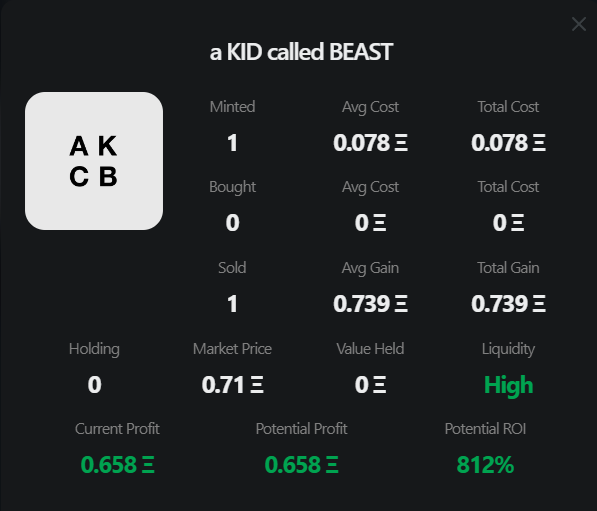 a KID called BEAST
A K
C B
Minted Avg Cost Total Cost
1 0.078 Ξ 0.078 Ξ
Bought Avg Cost Total Cost
0 0 Ξ 0 Ξ
Sold Avg Gain Total Gain
1 0.739 Ξ 0.739 Ξ
Holding Market Price Value Held Liquidity
0 0.71 Ξ 0 Ξ High
Current Profit Potential Profit Potential ROI
0.658 Ξ 0.658 Ξ 812%